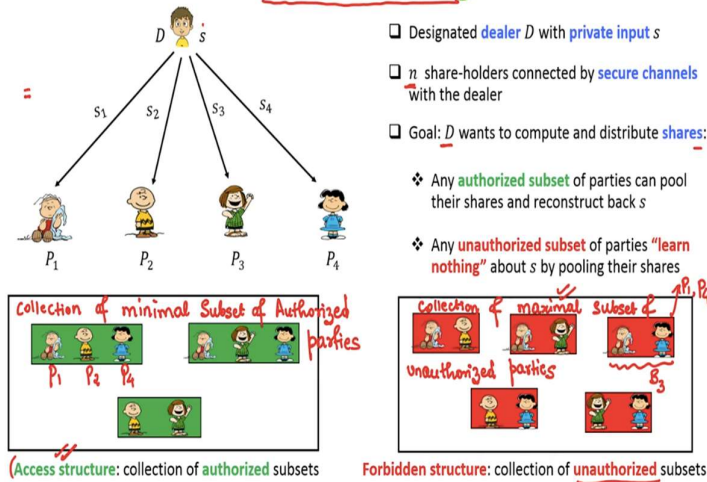 D s
S1 S2 S3 S4
P1 P2 P3 P4
Designated dealer D with private input s
n share-holders connected by secure channels
with the dealer
Goal: D wants to compute and distribute shares:
Any authorized subset of parties can pool
their shares and reconstruct back s
Any unauthorized subset of parties “learn
nothing” about s by pooling their shares
Collection of minimal Subset of Authorized
parties
P1 P2 P4
(Access structure: collection of authorized subsets
Collection of maximal subset of
unauthorized parties
B3
Forbidden structure: collection of unauthorized subsets